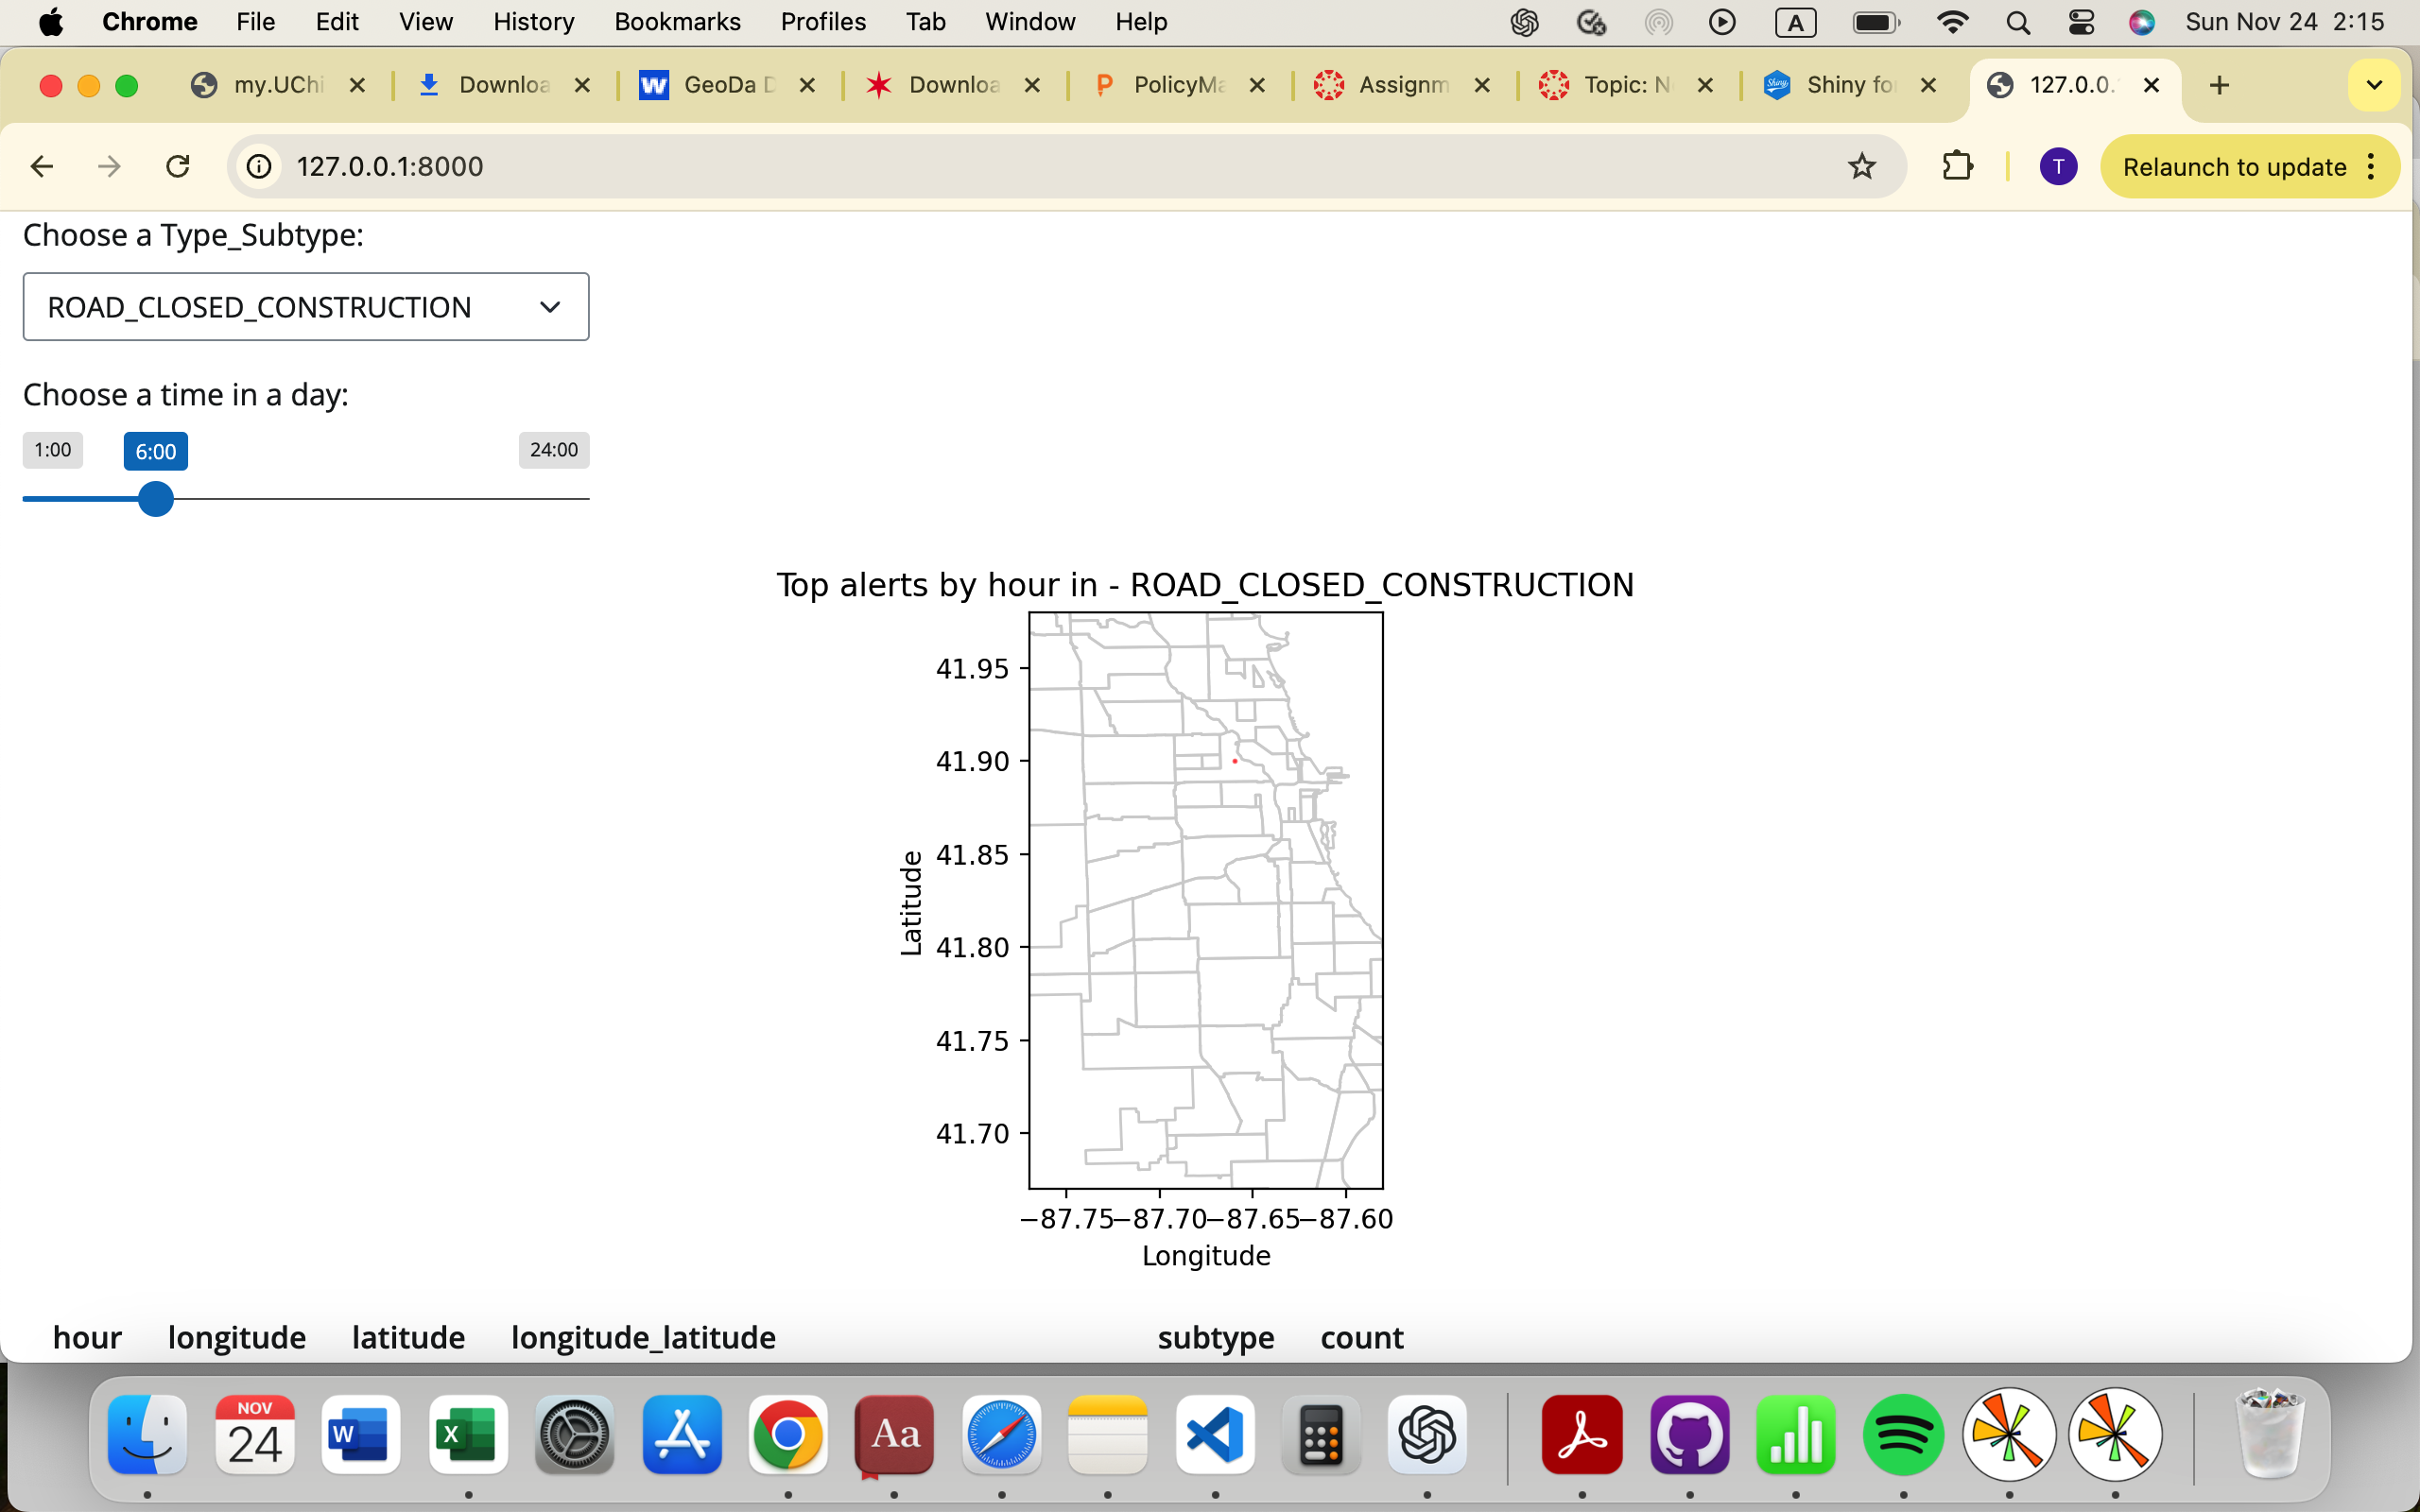 Chrome File Edit View History Bookmarks Profiles Tab Window Help A Sun Nov 24 2:15
my.UChi Downloa GeoDa D Downloa PolicyMa Assignm Topic: N Shiny fo 127.0.0.
127.0.0.1:8000 T Relaunch to update
Choose a Type_Subtype:
ROAD_CLOSED_CONSTRUCTION
Choose a time in a day:
1:00 6:00 24:00
Top alerts by hour in - ROAD_CLOSED_CONSTRUCTION
41.95
41.90
41.85
Latitude
41.80
41.75
41.70
−87.75 −87.70 −87.65 −87.60
Longitude
hour longitude latitude longitude_latitude subtype count
NOV
24
W X Aa